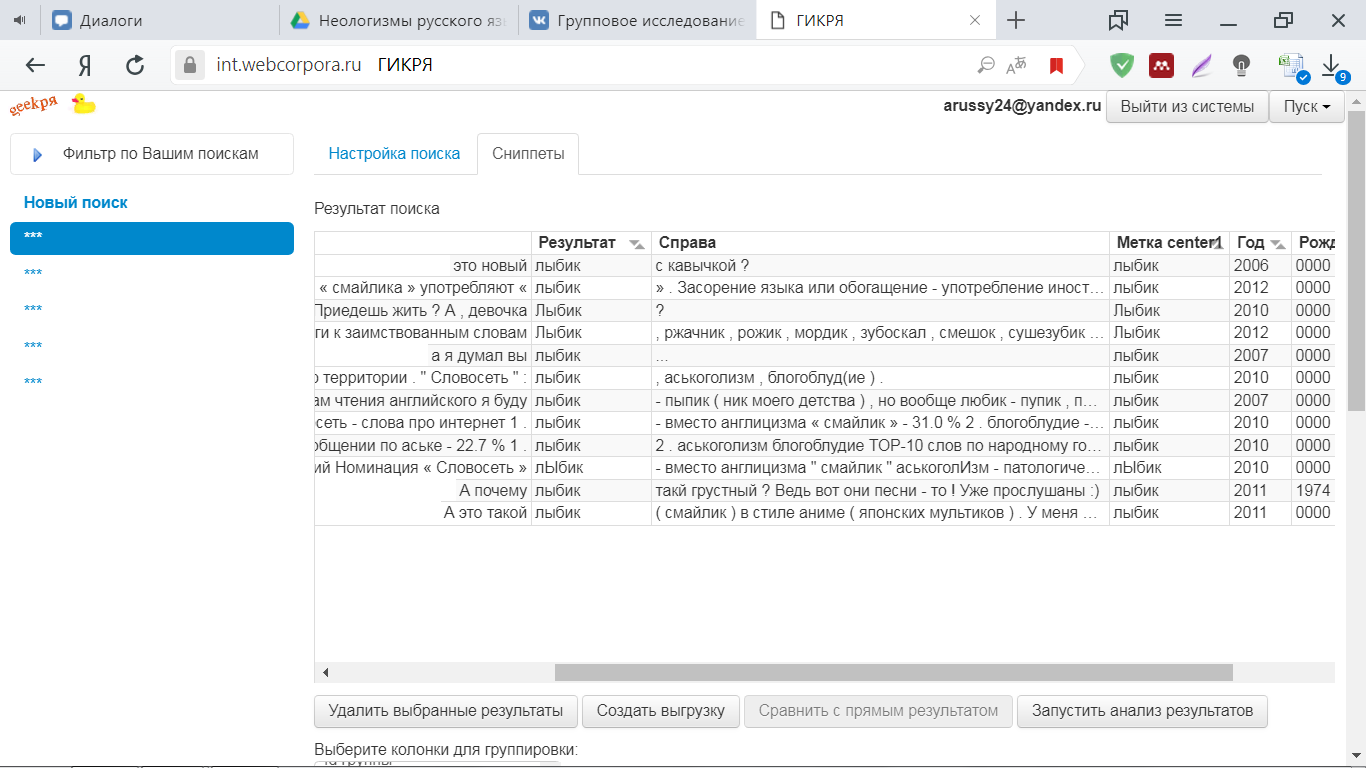 Диалоги Неологизмы русского яз Групповое исследование ГИКРЯ
Я int.webcorpora.ru ГИКРЯ 9
geekря arussy24@yandex.ru Выйти из системы Пуск
Фильтр по Вашим поискам Настройка поиска Сниппеты
Новый поиск
***
***
***
***
***
Результат поиска
Результат Справа Метка center1 Год Рожд
это новый лыбик с кавычкой ? лыбик 2006 0000
« смайлика » употребляют « лыбик » . Засорение языка или обогащение - употребление иност... лыбик 2012 0000
Приедешь жить ? А , девочка Лыбик ? Лыбик 2010 0000
ги к заимствованным словам Лыбик , ржачник , рожик , мордик , зубоскал , смешок , сушезубик ... Лыбик 2012 0000
а я думал вы лыбик ... лыбик 2007 0000
о территории . " Словосеть " : лыбик , аськоголизм , блогоблуд(ие ) . лыбик 2010 0000
ам чтения английского я буду лыбик - пыпик ( ник моего детства ) , но вообще любик - пупик , п... лыбик 2007 0000
осеть - слова про интернет 1 . лыбик - вместо англицизма « смайлик » - 31.0 % 2 . блогоблудие -... лыбик 2010 0000
общении по аське - 22.7 % 1 . лыбик 2 . аськоголизм блогоблудие TOP-10 слов по народному го... лыбик 2010 0000
ий Номинация « Словосеть » лЫбик - вместо англицизма " смайлик " аськоголИзм - патологиче... лЫбик 2010 0000
А почему лыбик такй грустный ? Ведь вот они песни - то ! Уже прослушаны :) лыбик 2011 1974
А это такой лыбик ( смайлик ) в стиле аниме ( японских мультиков ) . У меня ... лыбик 2011 0000
Удалить выбранные результаты Создать выгрузку Сравнить с прямым результатом Запустить анализ результатов
Выберите колонки для группировки: